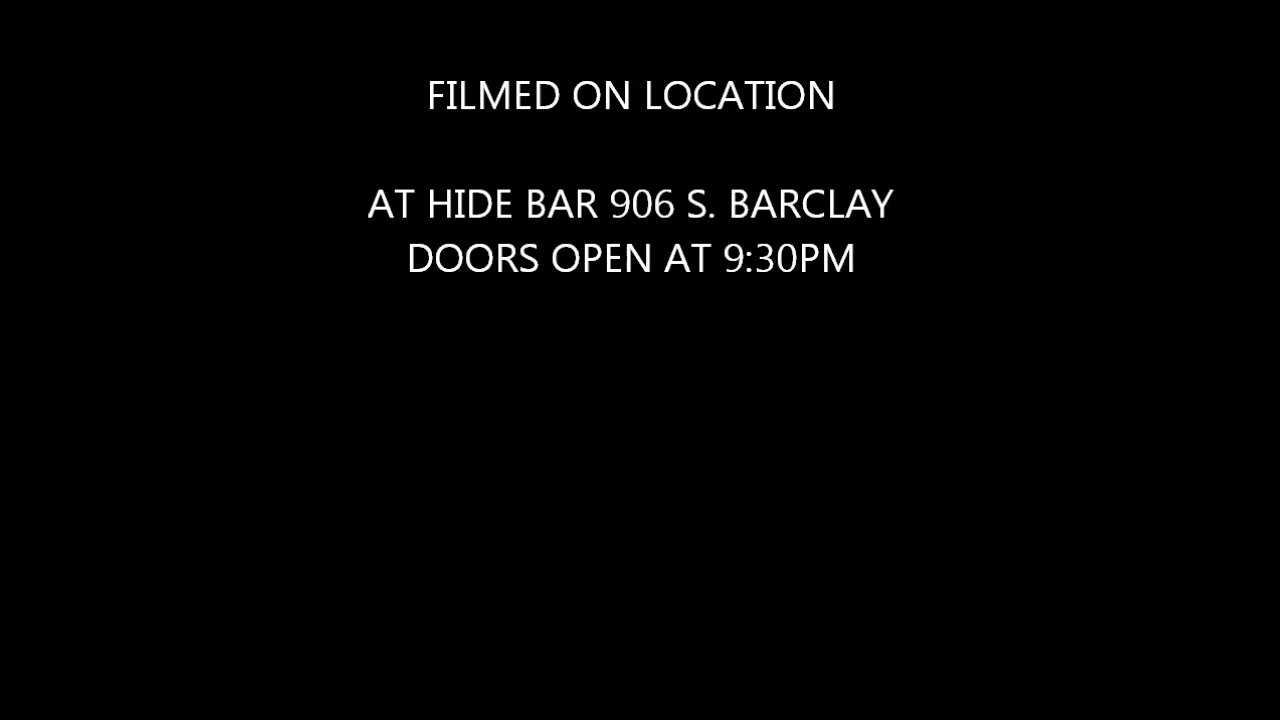 FILMED ON LOCATION
AT HIDE BAR 906 S. BARCLAY
DOORS OPEN AT 9:30PM